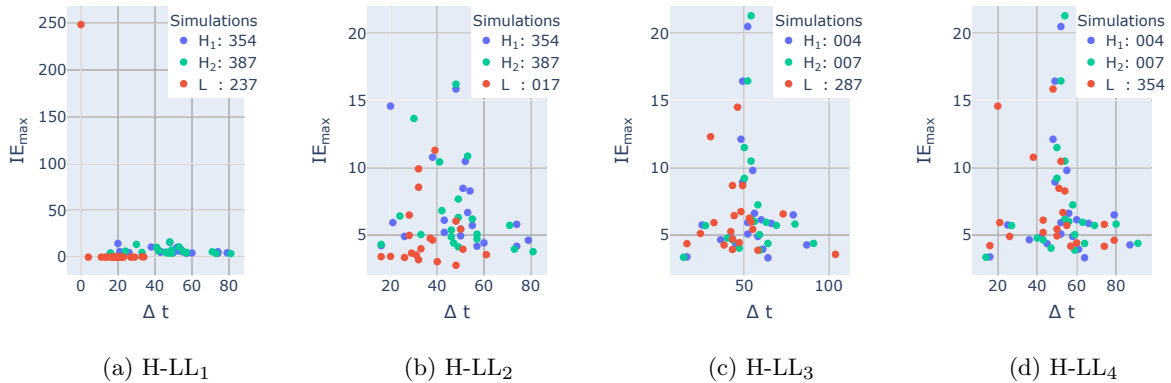 Simulations
H₁: 354
H₂: 387
L : 237
250
200
150
100
50
0
IEmax
0 20 40 60 80
Δ t
(a) H-LL₁
Simulations
H₁: 354
H₂: 387
L : 017
20
15
10
5
IEmax
20 40 60 80
Δ t
(b) H-LL₂
Simulations
H₁: 004
H₂: 007
L : 287
20
15
10
5
IEmax
50 100
Δ t
(c) H-LL₃
Simulations
H₁: 004
H₂: 007
L : 354
20
15
10
5
IEmax
20 40 60 80
Δ t
(d) H-LL₄